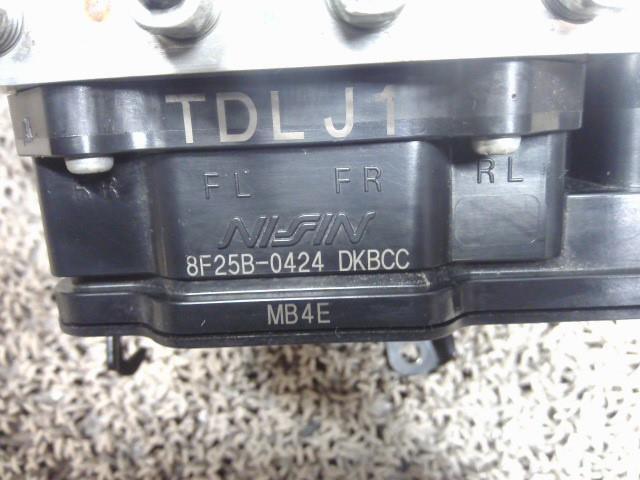 TDLJ1
RR FL FR RL
NISSIN
8F25B-0424 DKBCC
MB4E